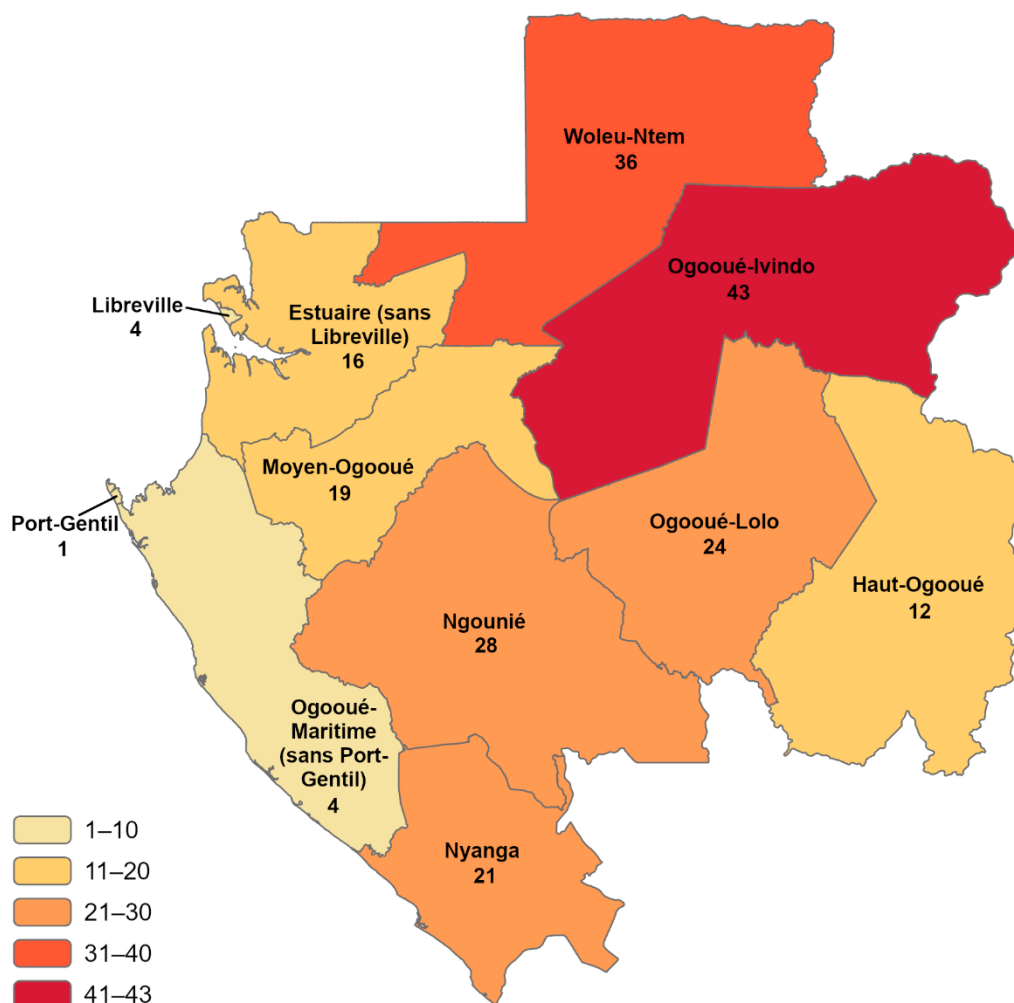 Woleu-Ntem
36
Ogooué-Ivindo
43
Libreville
4
Estuaire (sans
Libreville)
16
Moyen-Ogooué
19
Port-Gentil
1
Ogooué-Lolo
24
Haut-Ogooué
12
Ngounié
28
Ogooué-
Maritime
(sans Port-
Gentil)
4
Nyanga
21
1–10
11–20
21–30
31–40
41–43